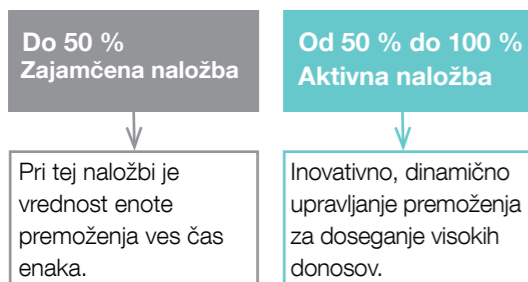 Do 50 %
Zajamčena naložba
Pri tej naložbi je
vrednost enote
premoženja ves čas
enaka.
Od 50 % do 100 %
Aktivna naložba
Inovativno, dinamično
upravljanje premoženja
za doseganje visokih
donosov.